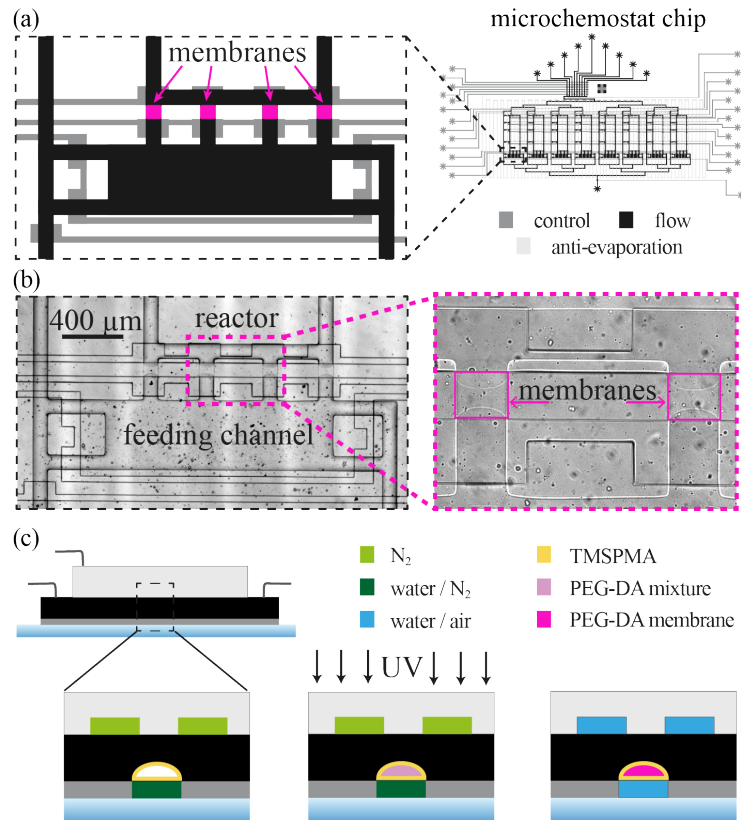 (a)
microchemostat chip
membranes
control
flow
anti-evaporation
(b)
400 µm
reactor
feeding channel
membranes
(c)
N₂
TMSPMA
water / N₂
PEG-DA mixture
water / air
PEG-DA membrane
UV